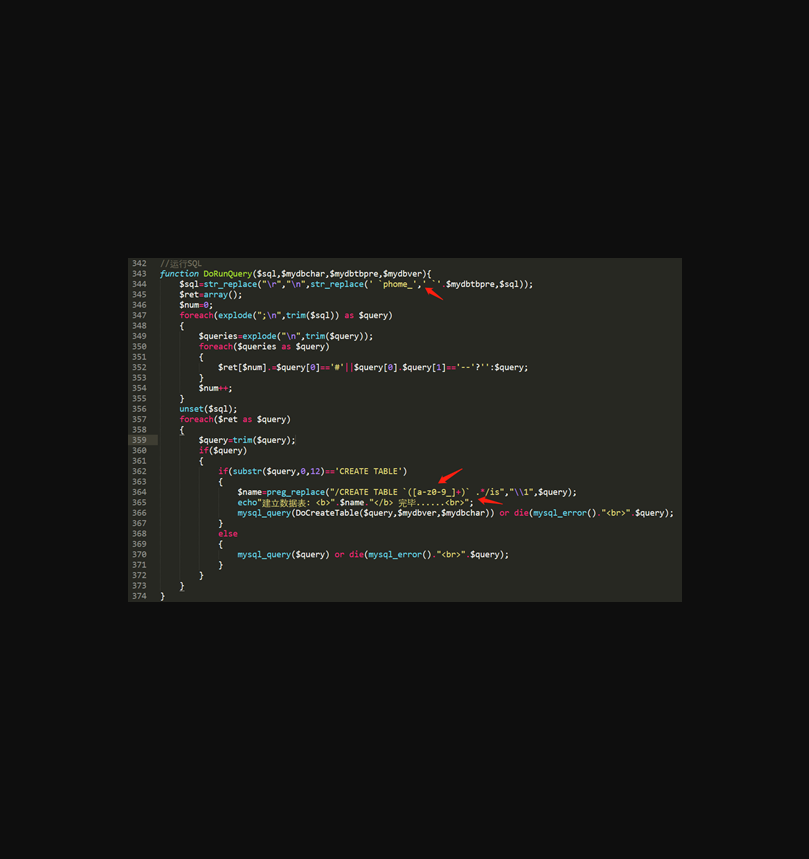 342 //运行SQL
343 function DoRunQuery($sql,$mydbchar,$mydbtbpre,$mydbver){
344 $sql=str_replace("\r","\n",str_replace(' `phome_',' `'.$mydbtbpre,$sql));
345 $ret=array();
346 $num=0;
347 foreach(explode(";\n",trim($sql)) as $query)
348 {
349 $queries=explode("\n",trim($query));
350 foreach($queries as $query)
351 {
352 $ret[$num].=$query[0]=='#'||$query[0].$query[1]=='--'?'':$query;
353 }
354 $num++;
355 }
356 unset($sql);
357 foreach($ret as $query)
358 {
359 $query=trim($query);
360 if($query)
361 {
362 if(substr($query,0,12)=='CREATE TABLE')
363 {
364 $name=preg_replace("/CREATE TABLE `([a-z0-9_]+)` .*/is","\\1",$query);
365 echo"建立数据表: <b>".$name."</b> 完毕......<br>";
366 mysql_query(DoCreateTable($query,$mydbver,$mydbchar)) or die(mysql_error()."<br>".$query);
367 }
368 else
369 {
370 mysql_query($query) or die(mysql_error()."<br>".$query);
371 }
372 }
373 }
374 }